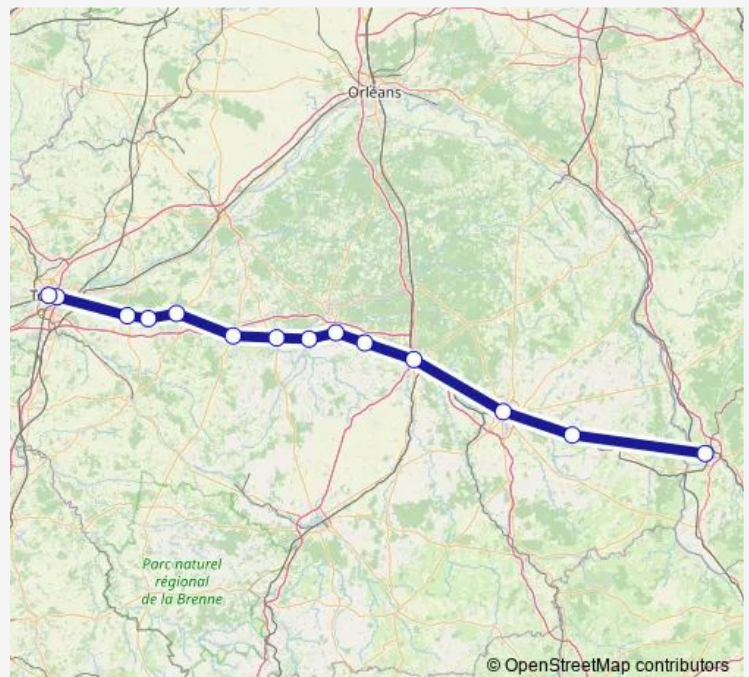 Orléans
Parc naturel
régional
de la Brenne
© OpenStreetMap contributors